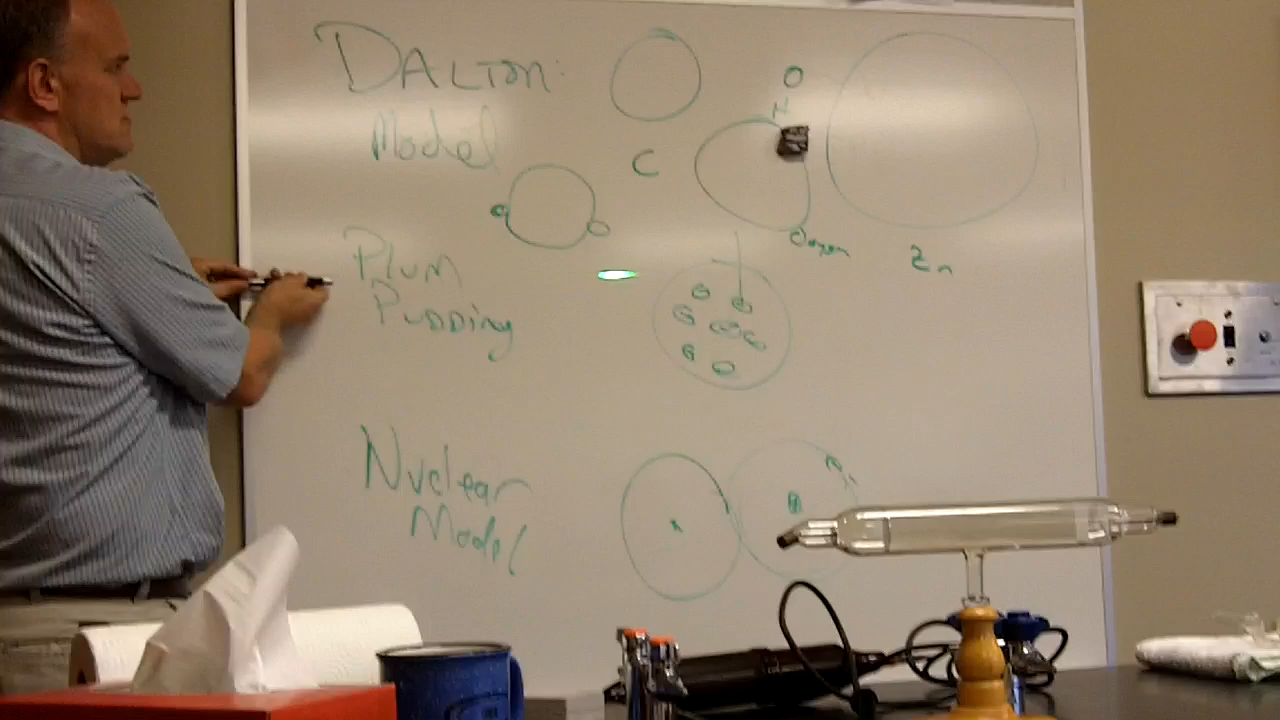 DALTON
Model
O
H
C
Oxygen
Zn
Plum
Pudding
Nuclear
Model